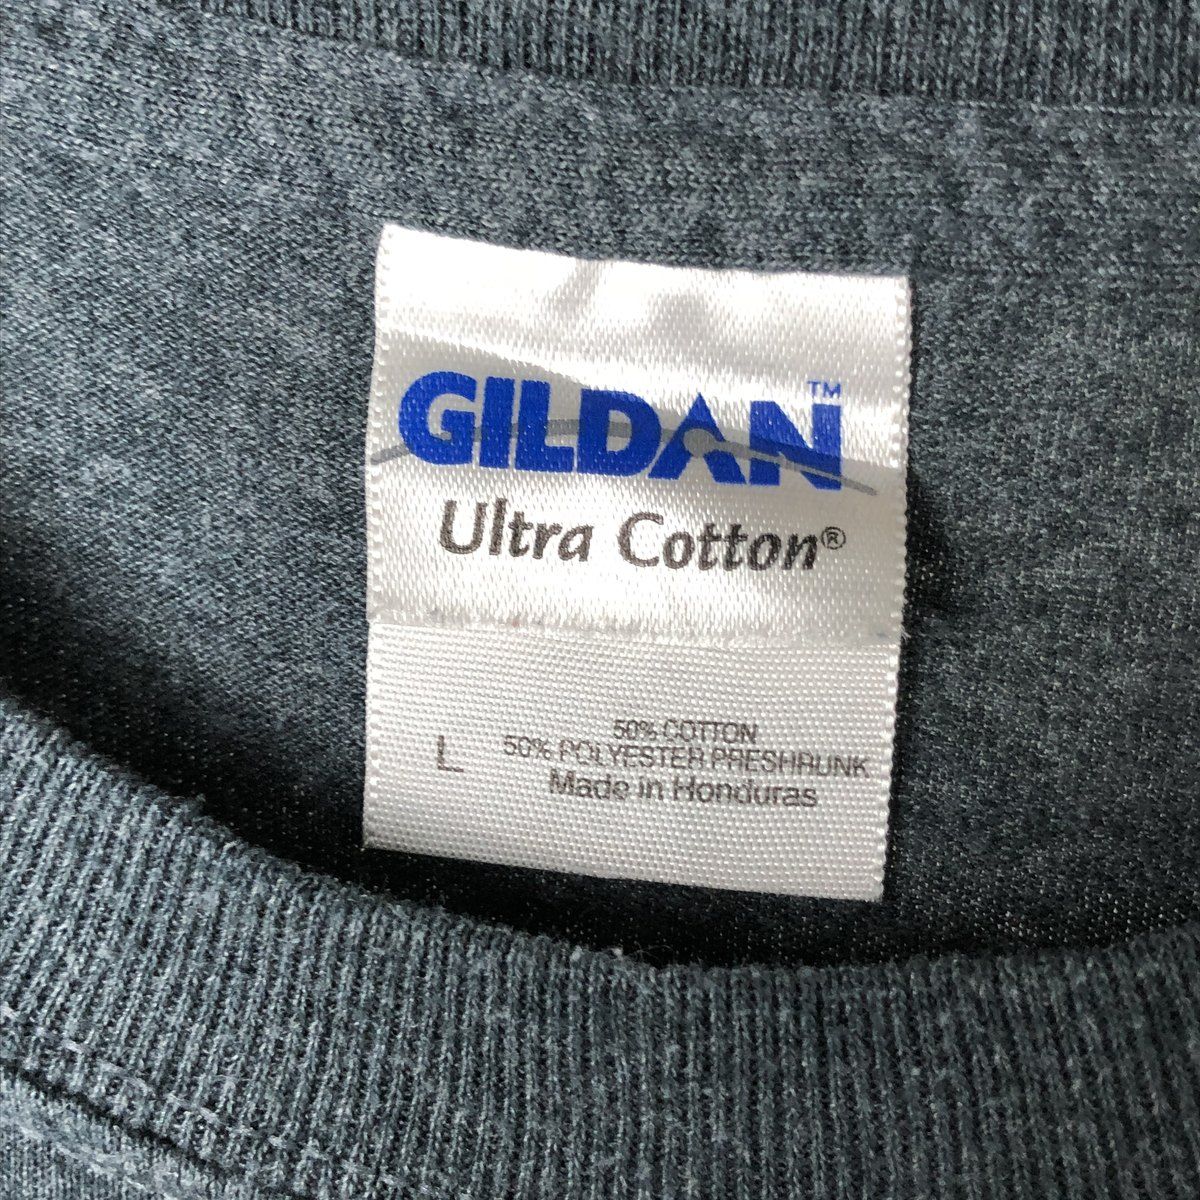 GILDAN™
Ultra Cotton®
50% COTTON
L 50% POLYESTER PRESHRUNK
Made in Honduras